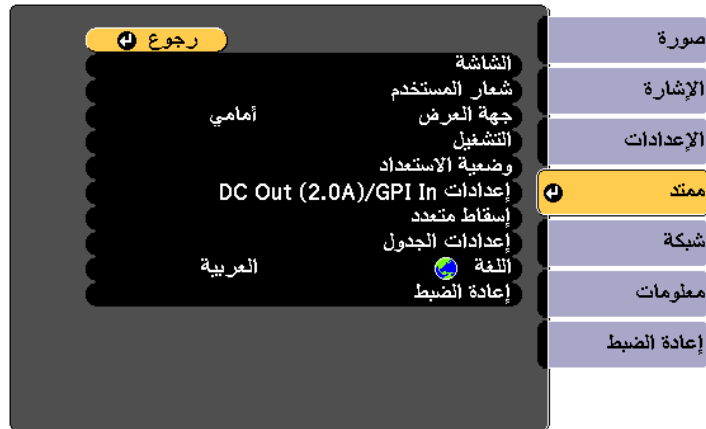 صورة
الإشارة
الإعدادات
ممتد
شبكة
معلومات
إعادة الضبط
رجوع
الشاشة
شعار المستخدم
جهة العرض أمامي
التشغيل
وضعية الاستعداد
إعدادات DC Out (2.0A)/GPI In
إسقاط متعدد
إعدادات الجدول
اللغة العربية
إعادة الضبط